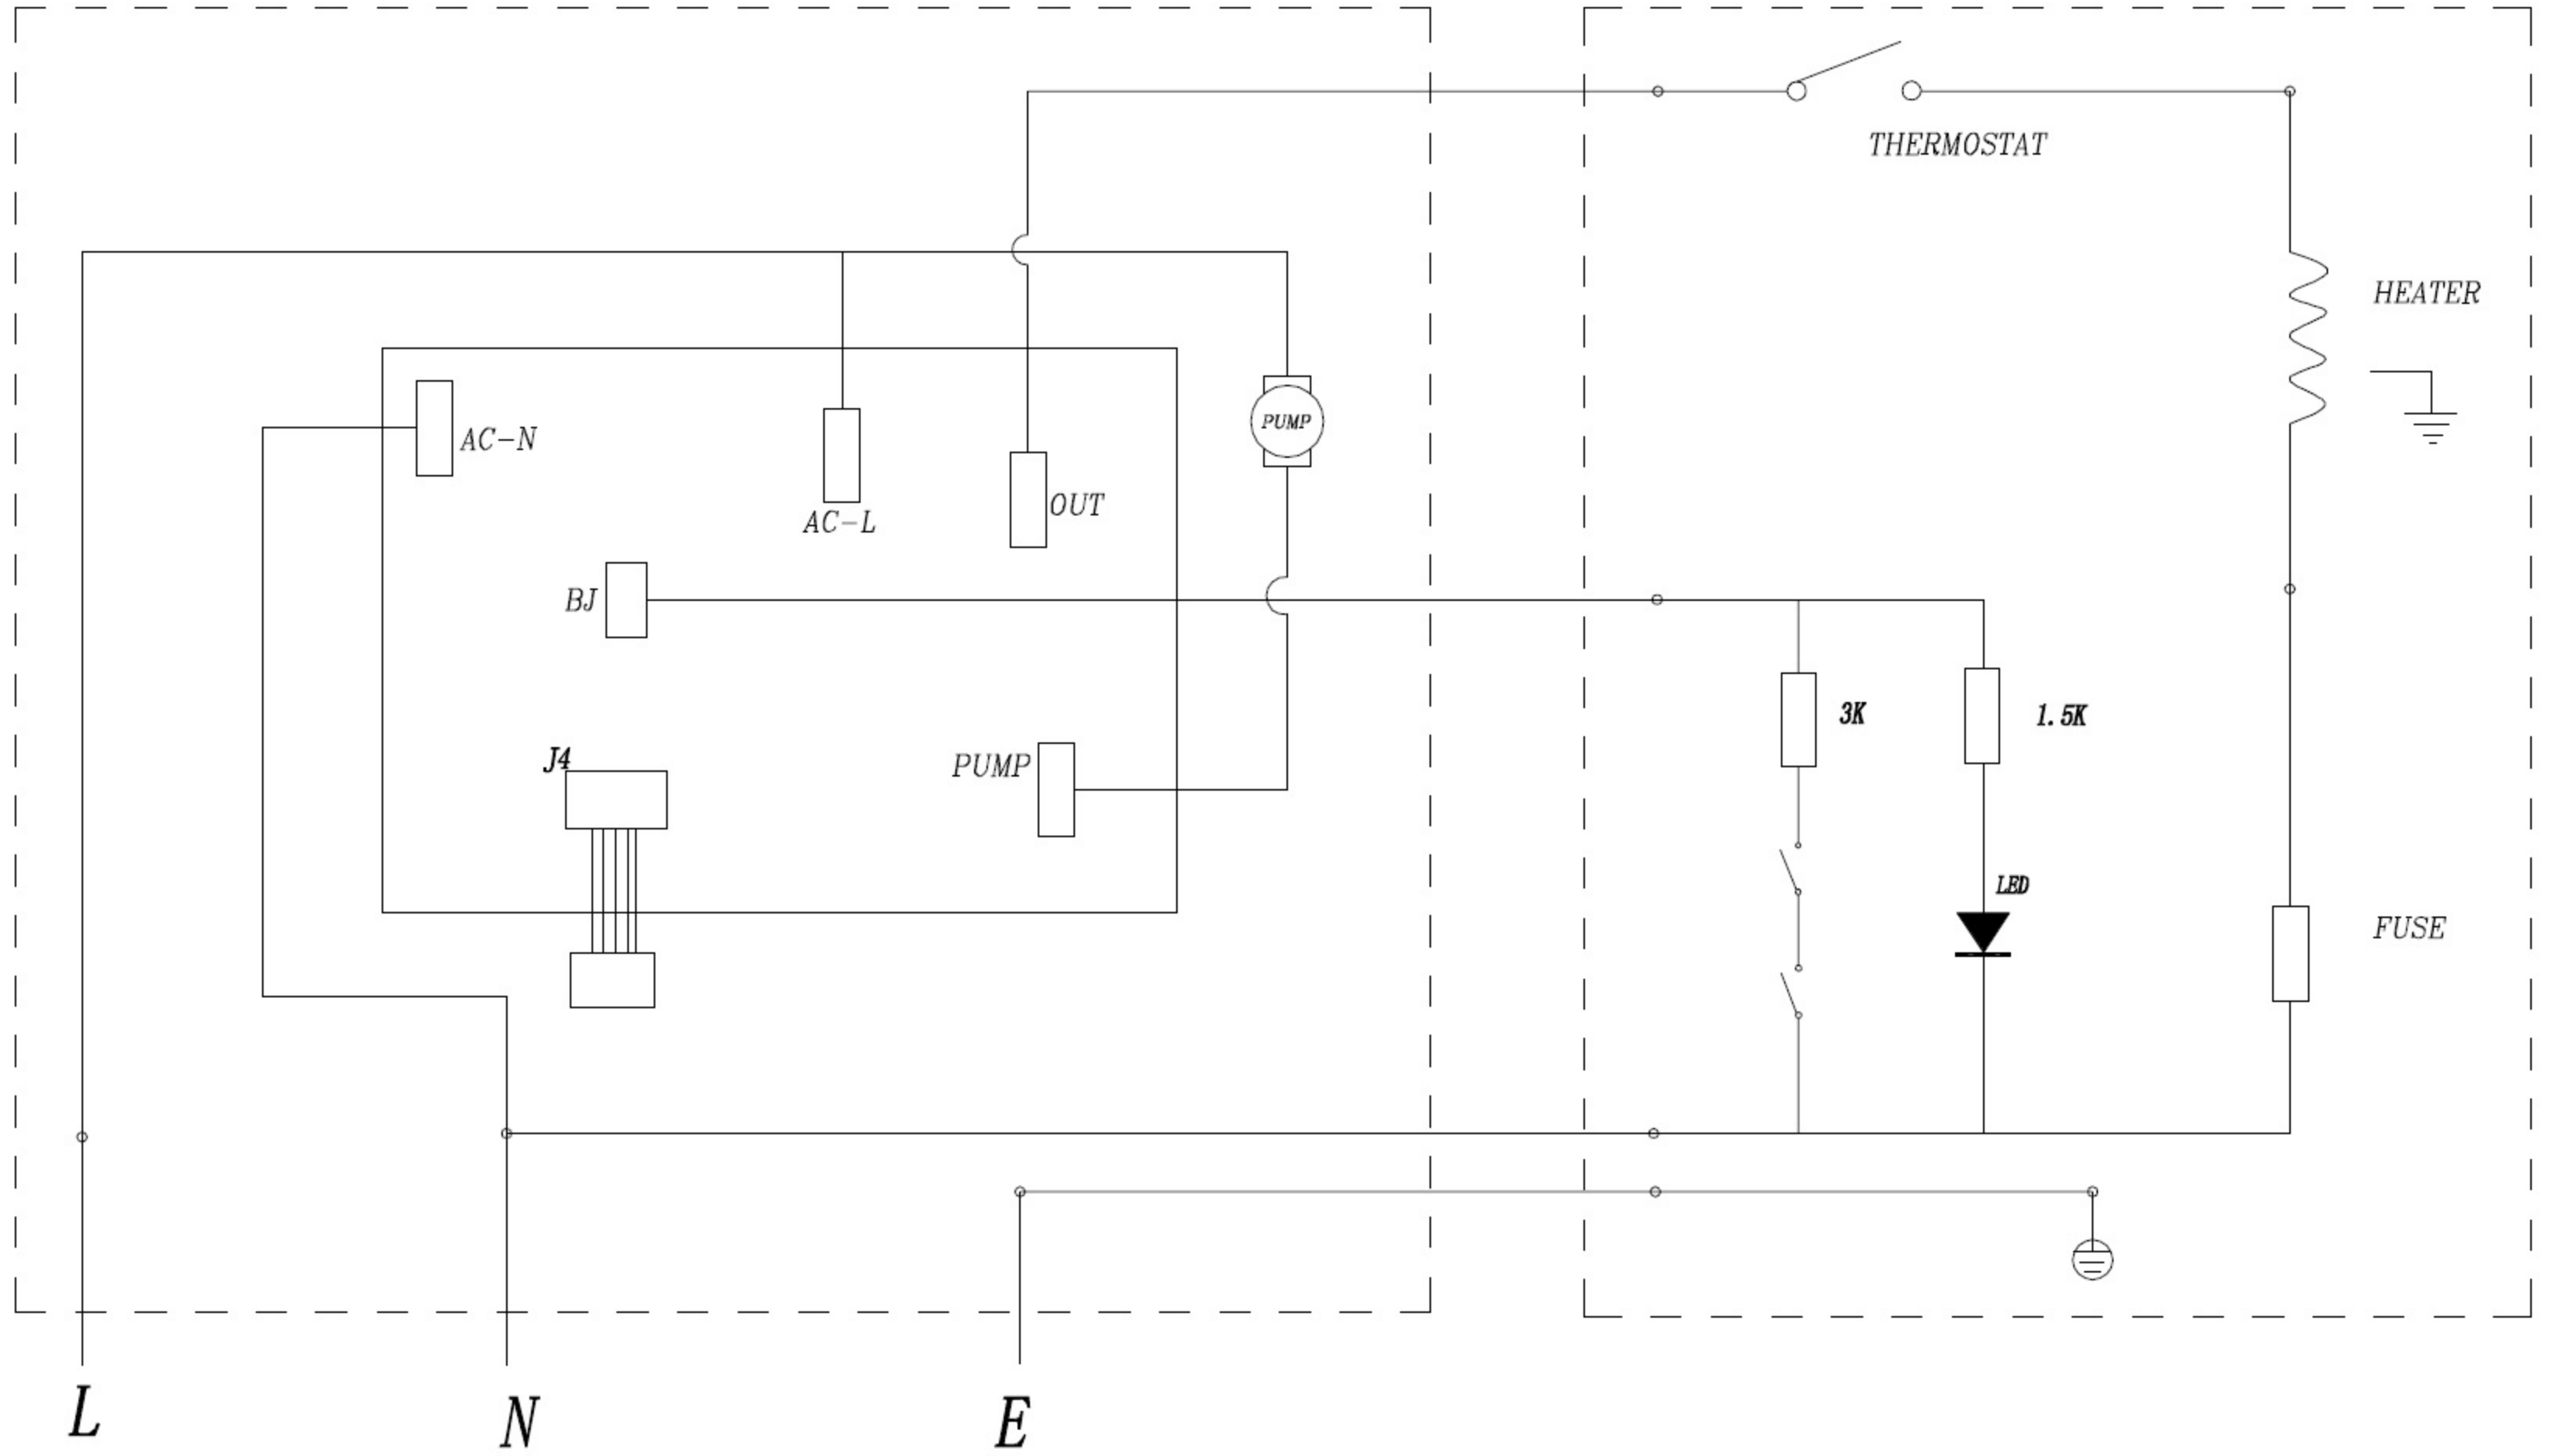 THERMOSTAT
HEATER
PUMP
AC-N
OUT
AC-L
BJ
3K
1.5K
J4
PUMP
LED
FUSE
L
N
E